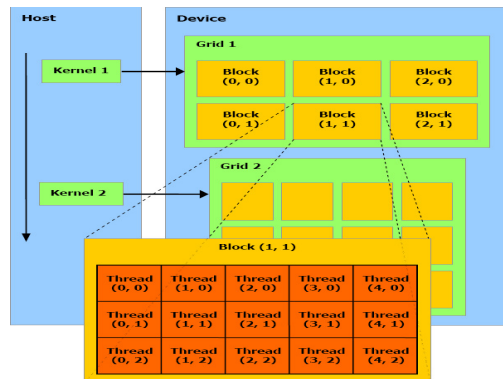 Host
Device
Grid 1
Kernel 1
Block Block Block
(0, 0) (1, 0) (2, 0)
Block Block Block
(0, 1) (1, 1) (2, 1)
Grid 2
Kernel 2
Block (1, 1)
Thread Thread Thread Thread Thread
(0, 0) (1, 0) (2, 0) (3, 0) (4, 0)
Thread Thread Thread Thread Thread
(0, 1) (1, 1) (2, 1) (3, 1) (4, 1)
Thread Thread Thread Thread Thread
(0, 2) (1, 2) (2, 2) (3, 2) (4, 2)